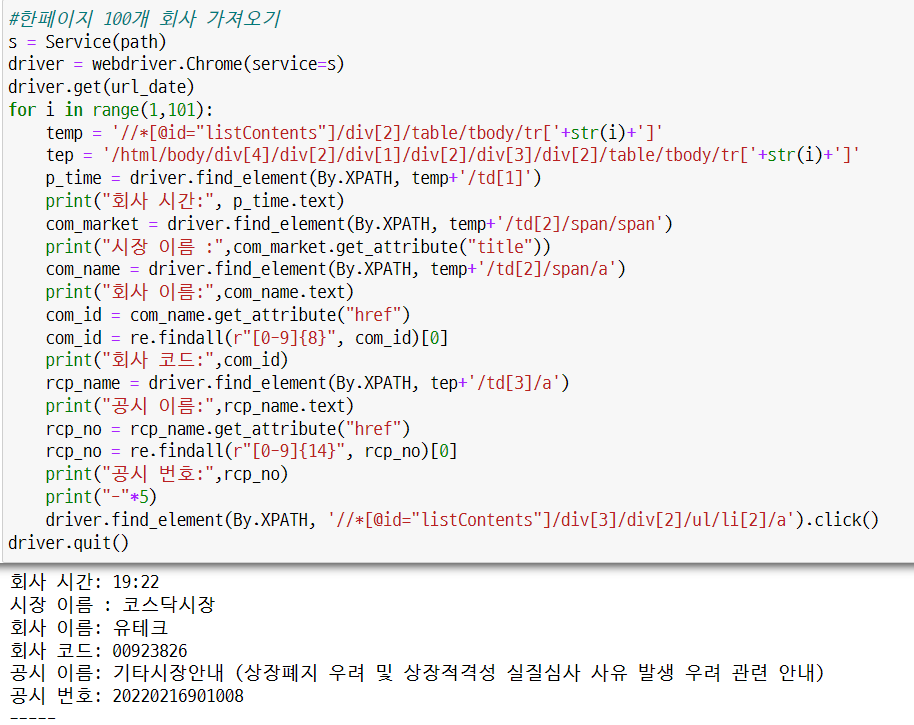 #한페이지 100개 회사 가져오기
s = Service(path)
driver = webdriver.Chrome(service=s)
driver.get(url_date)
for i in range(1,101):
    temp = '//*[@id="listContents"]/div[2]/table/tbody/tr['+str(i)+']'
    tep = '/html/body/div[4]/div[2]/div[1]/div[2]/div[3]/div[2]/table/tbody/tr['+str(i)+']'
    p_time = driver.find_element(By.XPATH, temp+'/td[1]')
    print("회사 시간:", p_time.text)
    com_market = driver.find_element(By.XPATH, temp+'/td[2]/span/span')
    print("시장 이름 :",com_market.get_attribute("title"))
    com_name = driver.find_element(By.XPATH, temp+'/td[2]/span/a')
    print("회사 이름:",com_name.text)
    com_id = com_name.get_attribute("href")
    com_id = re.findall(r"[0-9]{8}", com_id)[0]
    print("회사 코드:",com_id)
    rcp_name = driver.find_element(By.XPATH, tep+'/td[3]/a')
    print("공시 이름:",rcp_name.text)
    rcp_no = rcp_name.get_attribute("href")
    rcp_no = re.findall(r"[0-9]{14}", rcp_no)[0]
    print("공시 번호:",rcp_no)
    print("-"*5)
    driver.find_element(By.XPATH, '//*[@id="listContents"]/div[3]/div[2]/ul/li[2]/a').click()
driver.quit()
회사 시간: 19:22
시장 이름 : 코스닥시장
회사 이름: 유테크
회사 코드: 00923826
공시 이름: 기타시장안내 (상장폐지 우려 및 상장적격성 실질심사 사유 발생 우려 관련 안내)
공시 번호: 20220216901008
-----